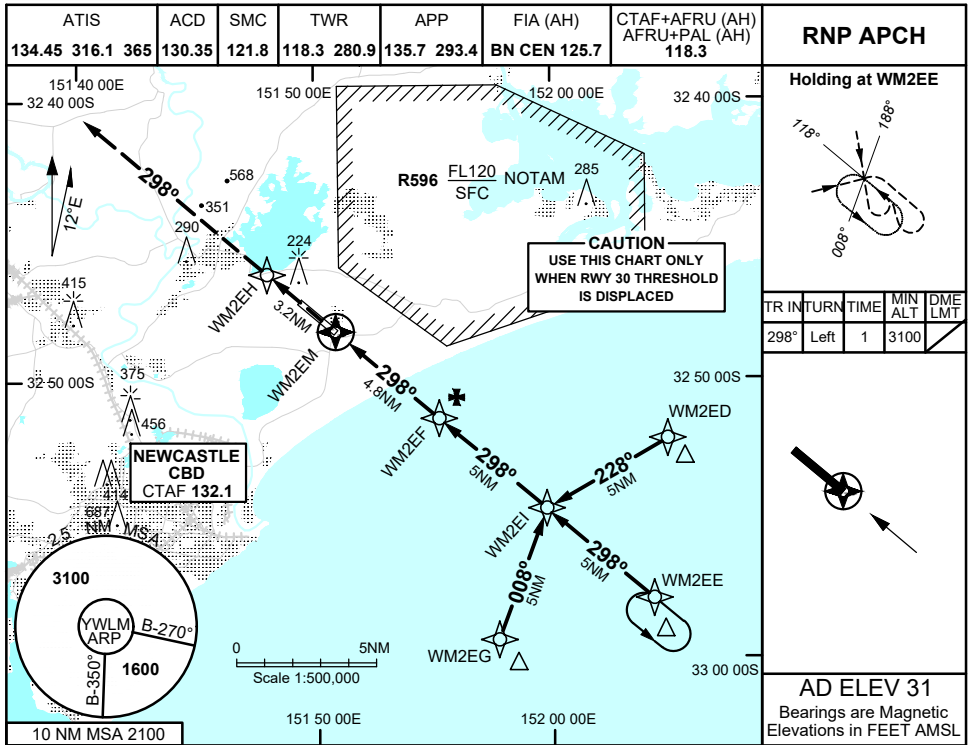 ATIS
134.45 316.1 365
ACD
130.35
SMC
121.8
TWR
118.3 280.9
APP
135.7 293.4
FIA (AH)
BN CEN 125.7
CTAF+AFRU (AH)
AFRU+PAL (AH)
118.3
RNP APCH
151 40 00E
32 40 00S
151 50 00E
152 00 00E
32 40 00S
12°E
298°
568
351
290
224
415
R596 FL120
SFC
NOTAM
285
CAUTION
USE THIS CHART ONLY
WHEN RWY 30 THRESHOLD
IS DISPLACED
WM2EH
3.2NM
WM2EM
32 50 00S
298°
4.8NM
32 50 00S
375
456
WM2EF
WM2ED
NEWCASTLE
CBD
CTAF 132.1
298°
5NM
228°
5NM
414
687
WM2EI
2.5 NM MSA
3100
YWLM
ARP
B-270°
B-350°
1600
10 NM MSA 2100
008°
5NM
298°
5NM
WM2EE
WM2EG
0
5NM
Scale 1:500,000
33 00 00S
151 50 00E
152 00 00E
Holding at WM2EE
118°
188°
008°
TR IN
TURN
TIME
MIN
ALT
DME
LMT
298°
Left
1
3100
AD ELEV 31
Bearings are Magnetic
Elevations in FEET AMSL